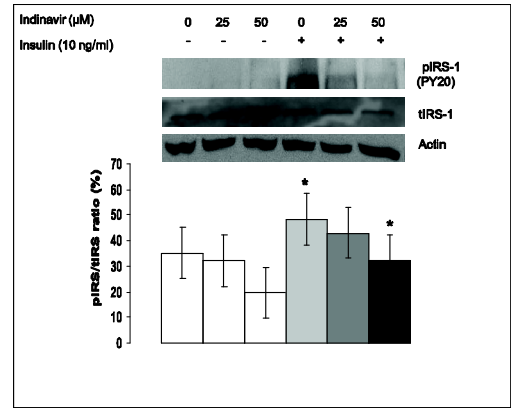 Indinavir (μM) 0 25 50 0 25 50
Insulin (10 ng/ml) - - - + + +
pIRS-1
(PY20)
tIRS-1
Actin
70
60
50
40
30
20
10
0
pIRS/tIRS ratio (%)
* *